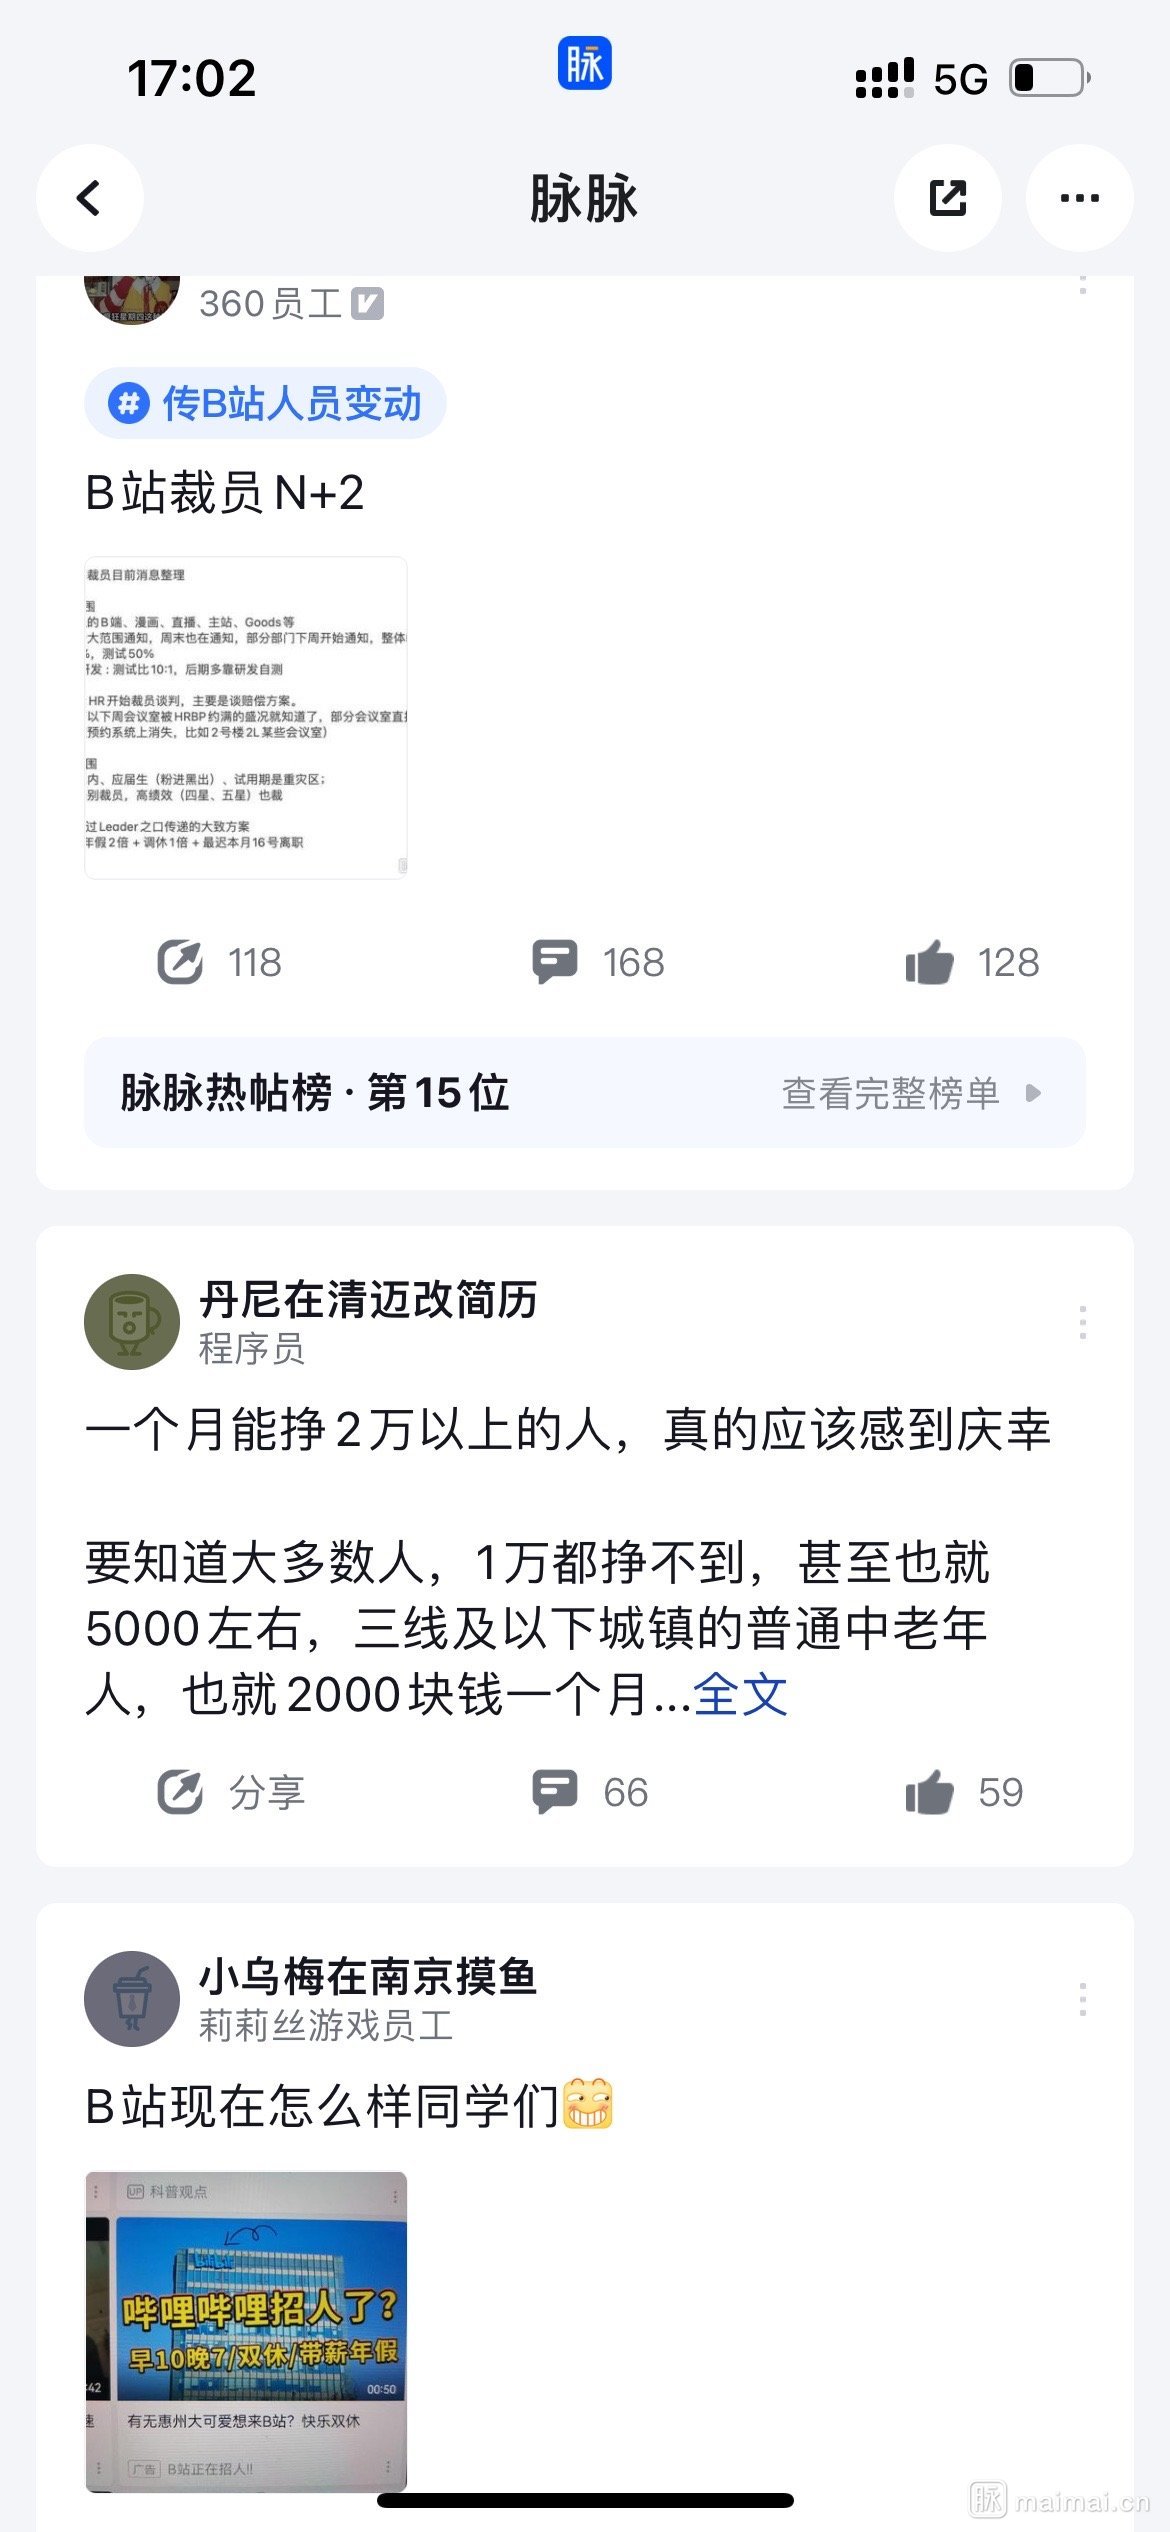 17:02
脉
5G
脉脉
360员工
# 传B站人员变动
B站裁员N+2
裁员目前消息整理
围
的B端、漫画、直播、主站、Goods等
大范围通知，周末也在通知，部分部门下周开始通知，整体
%，测试50%
研发：测试比10:1，后期多靠研发自测
HR开始裁员谈判，主要是谈赔偿方案。
以下周会议室被HRBP约满的盛况就知道了，部分会议室直接
预约系统上消失，比如2号楼2L某些会议室）
围
内、应届生（粉进黑出）、试用期是重灾区；
别裁员，高绩效（四星、五星）也裁
过Leader之口传递的大致方案
年假2倍 + 调休1倍 + 最迟本月16号离职
118
168
128
脉脉热帖榜 · 第15位
查看完整榜单
丹尼在清迈改简历
程序员
一个月能挣2万以上的人，真的应该感到庆幸
要知道大多数人，1万都挣不到，甚至也就
5000左右，三线及以下城镇的普通中老年
人，也就2000块钱一个月...全文
分享
66
59
小乌梅在南京摸鱼
莉莉丝游戏员工
B站现在怎么样同学们
UP 科普观点
bilibili
哔哩哔哩招人了？
早10晚7/双休/带薪年假
:42
00:50
速
有无惠州大可爱想来B站？快乐双休
广告 B站正在招人!!
脉 maimai.cn